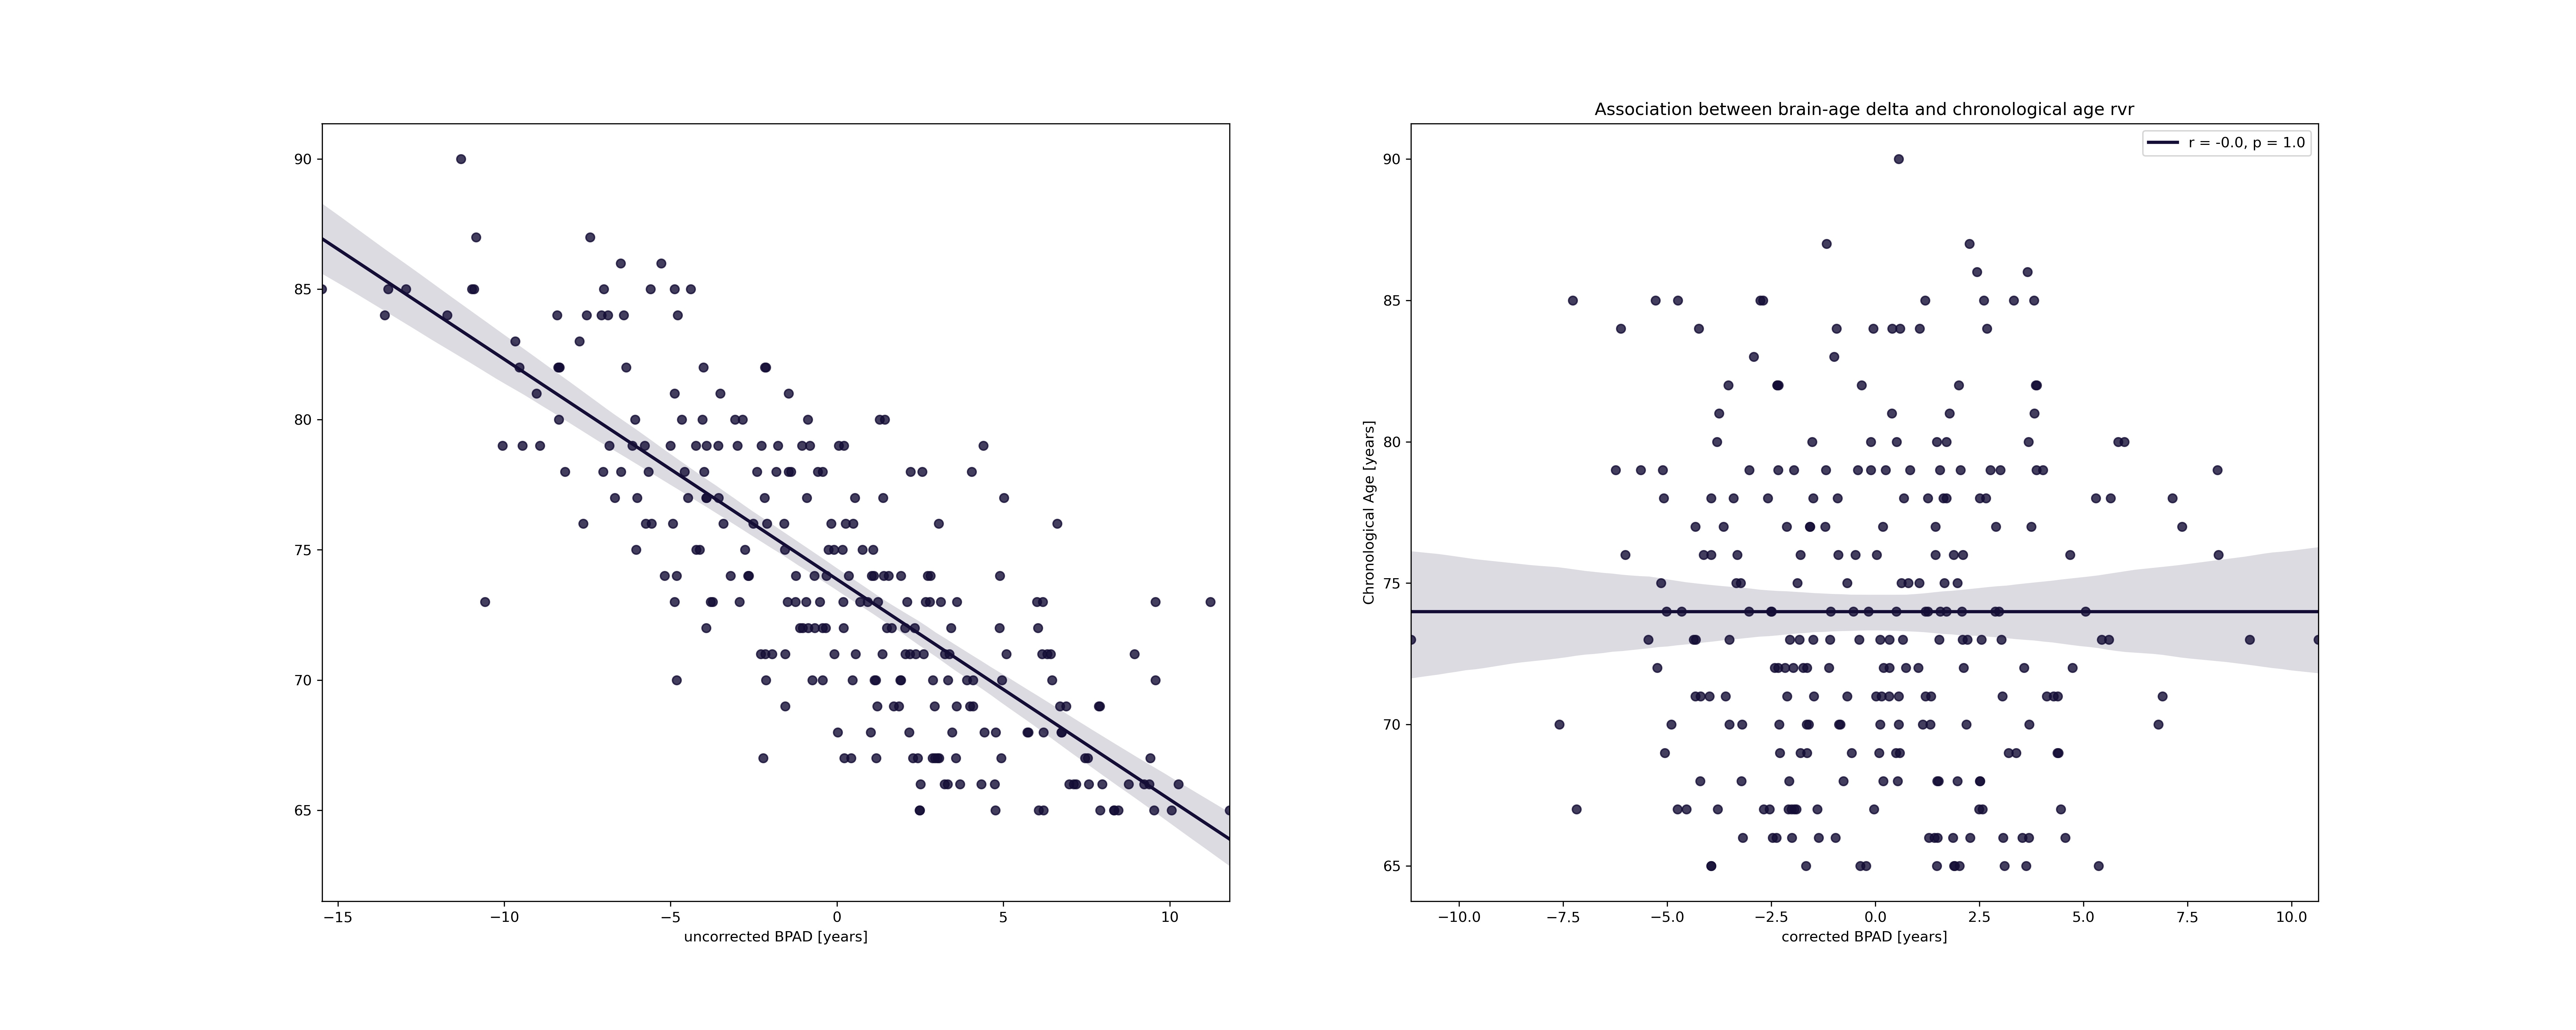 90
85
80
75
70
65
−15 −10 −5 0 5 10
uncorrected BPAD [years]
Association between brain-age delta and chronological age rvr
r = -0.0, p = 1.0
Chronological Age [years]
90
85
80
75
70
65
−10.0 −7.5 −5.0 −2.5 0.0 2.5 5.0 7.5 10.0
corrected BPAD [years]